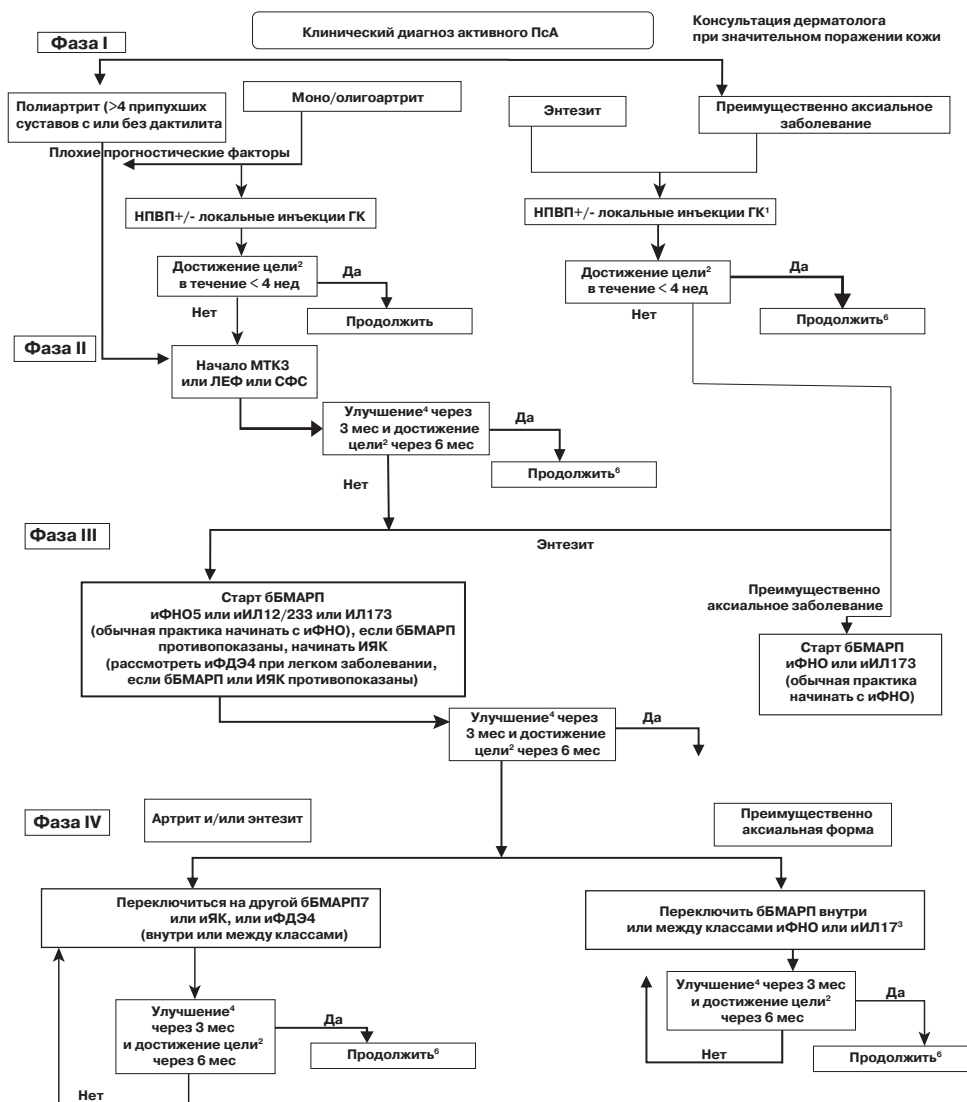 Клинический диагноз активного ПсА
Консультация дерматолога
при значительном поражении кожи
Фаза I
Полиартрит (>4 припухших
суставов с или без дактилита
Моно/олигоартрит
Энтезит
Преимущественно аксиальное
заболевание
Плохие прогностические факторы
НПВП+/- локальные инъекции ГК
НПВП+/- локальные инъекции ГК¹
Достижение цели²
в течение < 4 нед
Да
Нет
Продолжить
Достижение цели²
в течение < 4 нед
Да
Нет
Продолжить⁶
Фаза II
Начало МТК3
или ЛЕФ или СФС
Улучшение⁴ через
3 мес и достижение
цели² через 6 мес
Да
Продолжить⁶
Нет
Фаза III
Энтезит
Старт бБМАРП
иФНО5 или иИЛ12/233 или ИЛ173
(обычная практика начинать с иФНО), если бБМАРП
противопоказаны, начинать ИЯК
(рассмотреть иФДЭ4 при легком заболевании,
если бБМАРП или ИЯК противопоказаны)
Преимущественно
аксиальное заболевание
Старт бБМАРП
иФНО или иИЛ173
(обычная практика
начинать с иФНО)
Улучшение⁴ через
3 мес и достижение
цели² через 6 мес
Да
Фаза IV
Артрит и/или энтезит
Преимущественно
аксиальная форма
Переключиться на другой бБМАРП7
или иЯК, или иФДЭ4
(внутри или между классами)
Переключить бБМАРП внутри
или между классами иФНО или иИЛ17³
Улучшение⁴
через 3 мес
и достижение цели²
через 6 мес
Да
Продолжить⁶
Нет
Улучшение⁴ через 3 мес
и достижение цели²
через 6 мес
Да
Нет
Продолжить⁶